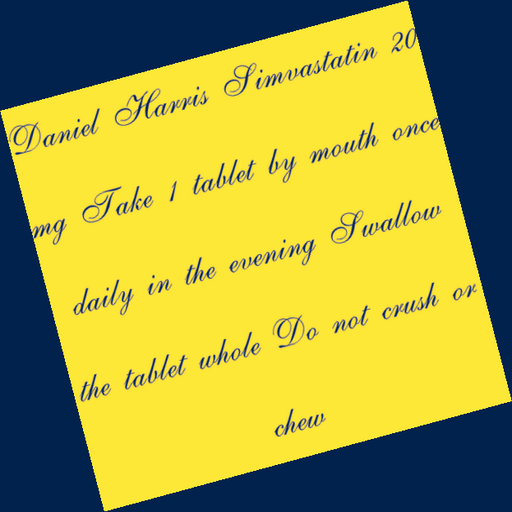 Daniel Harris Simvastatin 20
mg Take 1 tablet by mouth once
daily in the evening Swallow
the tablet whole Do not crush or
chew